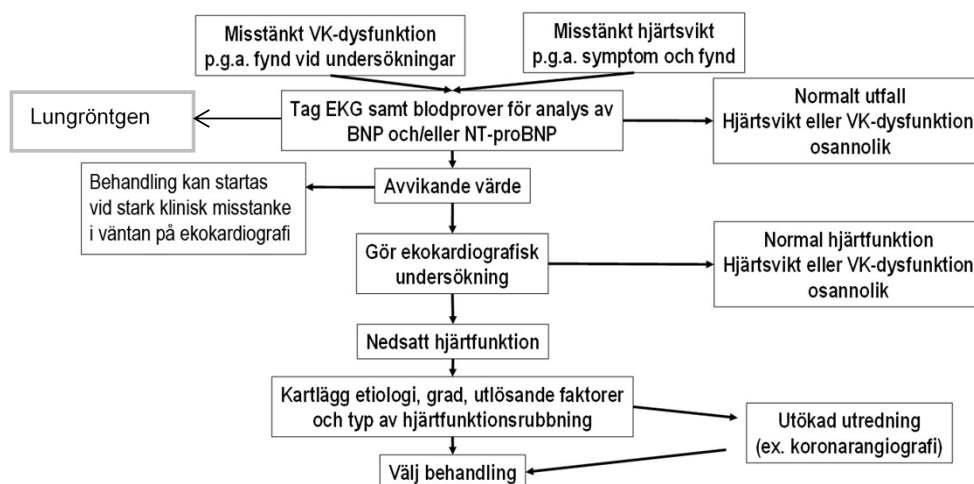 Misstänkt VK-dysfunktion
p.g.a. fynd vid undersökningar
Misstänkt hjärtsvikt
p.g.a. symptom och fynd
Lungröntgen
Tag EKG samt blodprover för analys av
BNP och/eller NT-proBNP
Normalt utfall
Hjärtsvikt eller VK-dysfunktion
osannolik
Behandling kan startas
vid stark klinisk misstanke
i väntan på ekokardiografi
Avvikande värde
Gör ekokardiografisk
undersökning
Normal hjärtfunktion
Hjärtsvikt eller VK-dysfunktion
osannolik
Nedsatt hjärtfunktion
Kartlägg etiologi, grad, utlösande faktorer
och typ av hjärtfunktionsrubbning
Utökad utredning
(ex. koronarangiografi)
Välj behandling